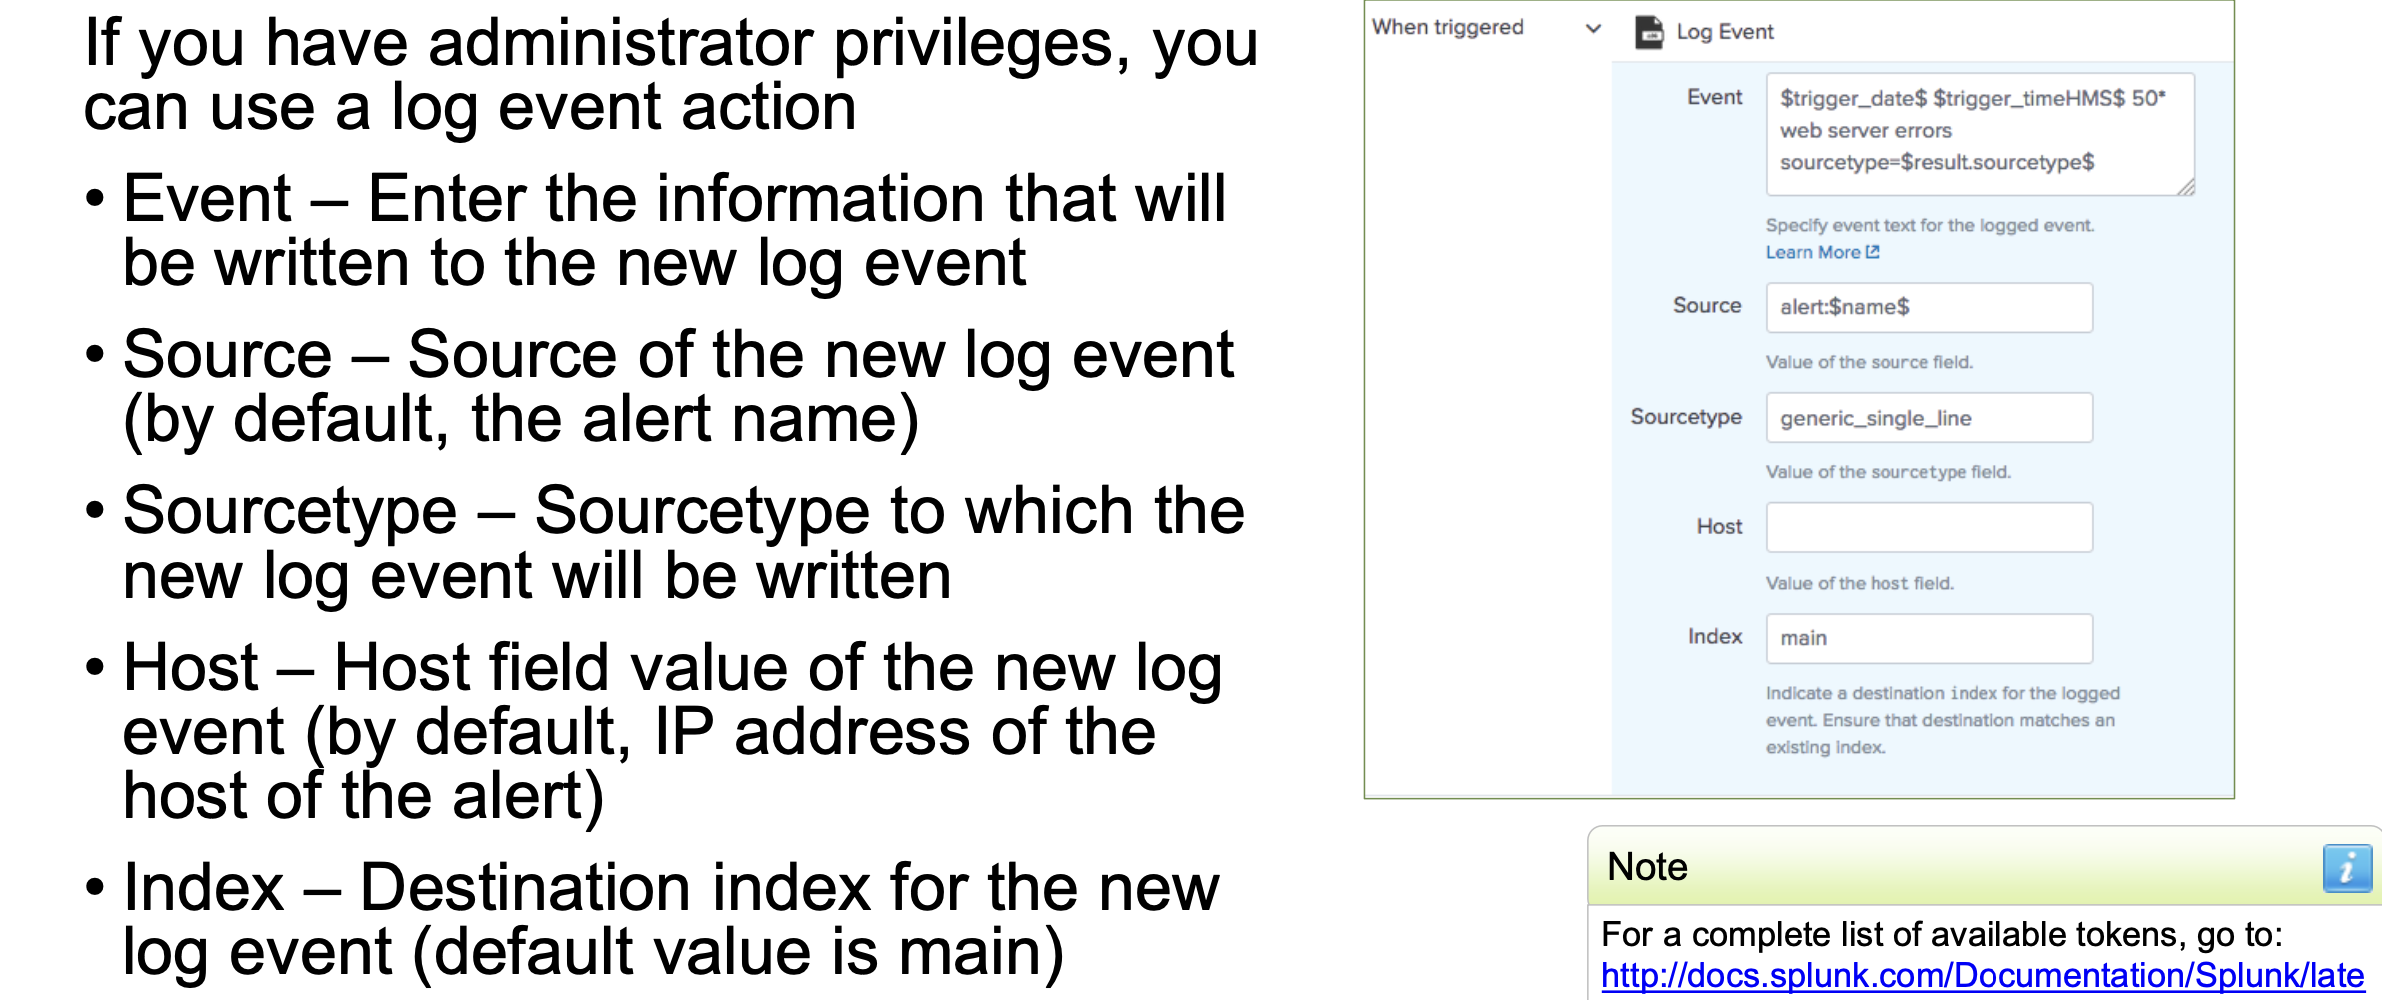 If you have administrator privileges, you
can use a log event action
• Event – Enter the information that will
be written to the new log event
• Source – Source of the new log event
(by default, the alert name)
• Sourcetype – Sourcetype to which the
new log event will be written
• Host – Host field value of the new log
event (by default, IP address of the
host of the alert)
• Index – Destination index for the new
log event (default value is main)
When triggered
Log Event
Event
$trigger_date$ $trigger_timeHMS$ 50*
web server errors
sourcetype=$result.sourcetype$
Specify event text for the logged event.
Learn More
Source
alert:$name$
Value of the source field.
Sourcetype
generic_single_line
Value of the sourcetype field.
Host
Value of the host field.
Index
main
Indicate a destination index for the logged
event. Ensure that destination matches an
existing index.
Note
i
For a complete list of available tokens, go to:
http://docs.splunk.com/Documentation/Splunk/late